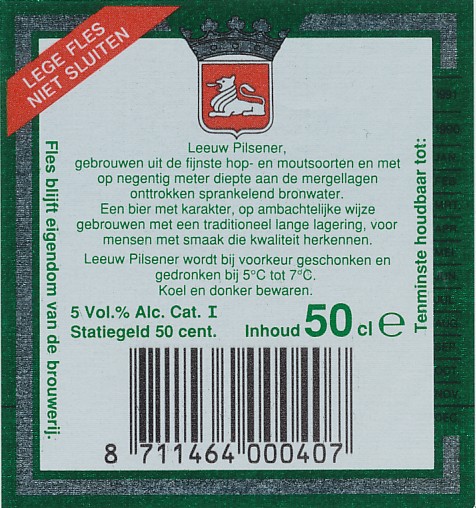 LEGE FLES
NIET SLUITEN
Leeuw Pilsener,
gebrouwen uit de fijnste hop- en moutsoorten en met
op negentig meter diepte aan de mergellagen
onttrokken sprankelend bronwater.
Een bier met karakter, op ambachtelijke wijze
gebrouwen met een traditioneel lange lagering, voor
mensen met smaak die kwaliteit herkennen.
Leeuw Pilsener wordt bij voorkeur geschonken en
gedronken bij 5°C tot 7°C.
Koel en donker bewaren.
5 Vol.% Alc. Cat. I
Statiegeld 50 cent. Inhoud 50 cl e
8 711464 000407
Fles blijft eigendom van de brouwerij.
Tenminste houdbaar tot:
1991
1990
JAN.
FEB.
MRT.
APR.
MEI.
JUN.
JUL.
AUG.
SEP.
OCT.
NOV.
DEC.